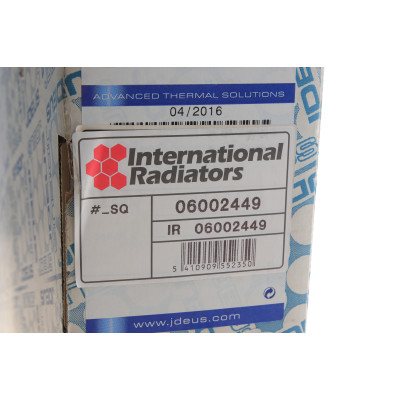 ADVANCED THERMAL SOLUTIONS
04/2016
International
Radiators
#_SQ
06002449
IR 06002449
5 410909 552350
www.jdeus.com